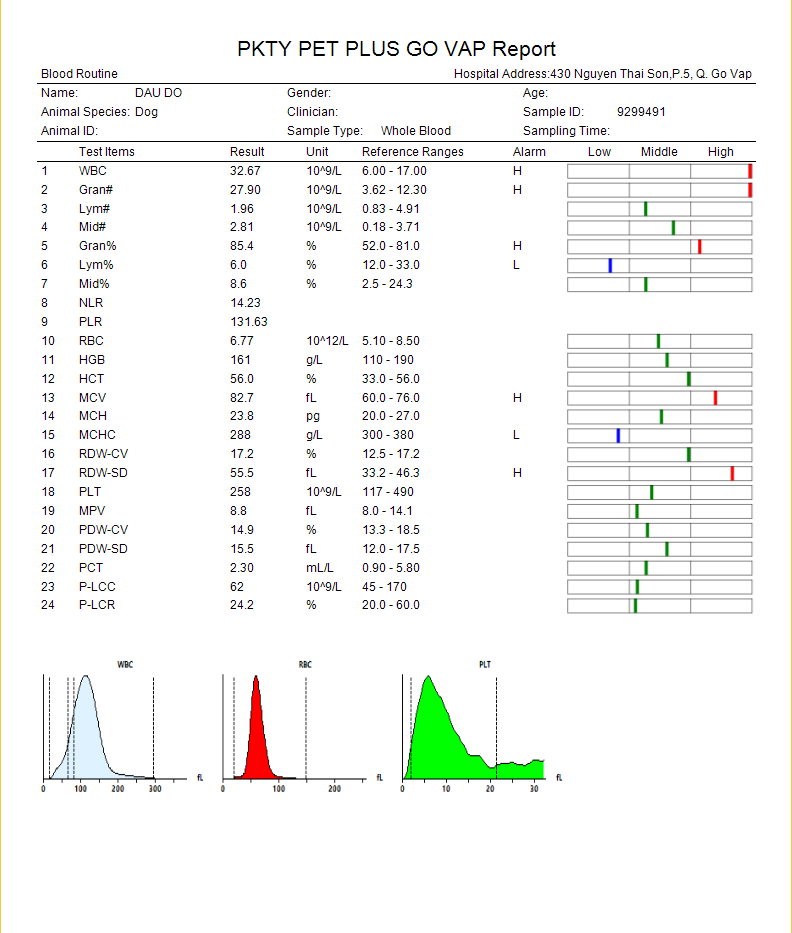 PKTY PET PLUS GO VAP Report
Blood Routine Hospital Address:430 Nguyen Thai Son,P.5, Q. Go Vap
Name: DAU DO Gender: Age:
Animal Species: Dog Clinician: Sample ID: 9299491
Animal ID: Sample Type: Whole Blood Sampling Time:
Test Items Result Unit Reference Ranges Alarm Low Middle High
1 WBC 32.67 10^9/L 6.00 - 17.00 H
2 Gran# 27.90 10^9/L 3.62 - 12.30 H
3 Lym# 1.96 10^9/L 0.83 - 4.91
4 Mid# 2.81 10^9/L 0.18 - 3.71
5 Gran% 85.4 % 52.0 - 81.0 H
6 Lym% 6.0 % 12.0 - 33.0 L
7 Mid% 8.6 % 2.5 - 24.3
8 NLR 14.23
9 PLR 131.63
10 RBC 6.77 10^12/L 5.10 - 8.50
11 HGB 161 g/L 110 - 190
12 HCT 56.0 % 33.0 - 56.0
13 MCV 82.7 fL 60.0 - 76.0 H
14 MCH 23.8 pg 20.0 - 27.0
15 MCHC 288 g/L 300 - 380 L
16 RDW-CV 17.2 % 12.5 - 17.2
17 RDW-SD 55.5 fL 33.2 - 46.3 H
18 PLT 258 10^9/L 117 - 490
19 MPV 8.8 fL 8.0 - 14.1
20 PDW-CV 14.9 % 13.3 - 18.5
21 PDW-SD 15.5 fL 12.0 - 17.5
22 PCT 2.30 mL/L 0.90 - 5.80
23 P-LCC 62 10^9/L 45 - 170
24 P-LCR 24.2 % 20.0 - 60.0
WBC RBC PLT
fL fL fL
0 100 200 300 0 100 200 0 10 20 30